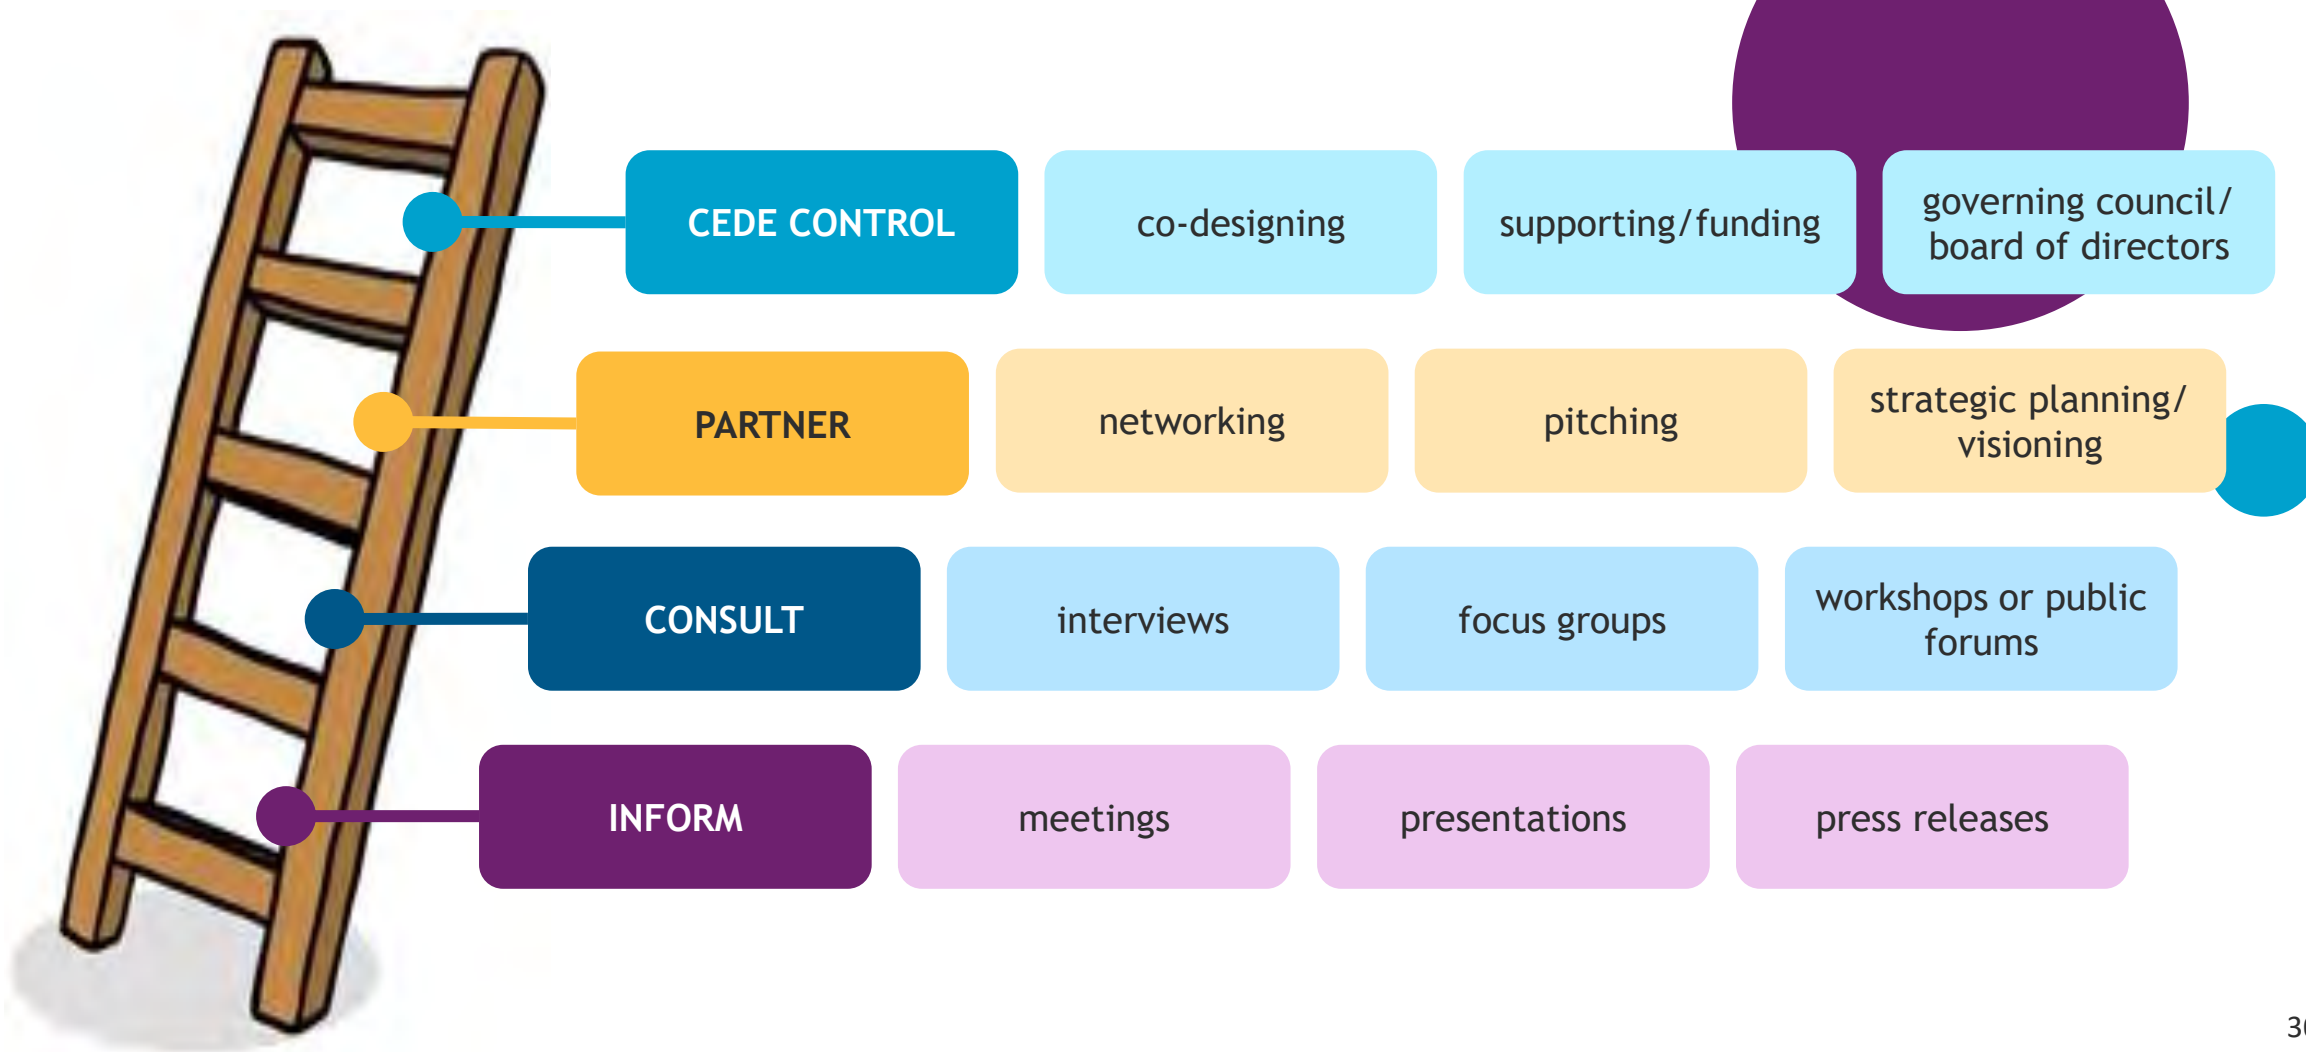 CEDE CONTROL
co-designing
supporting/funding
governing council/
board of directors
PARTNER
networking
pitching
strategic planning/
visioning
CONSULT
interviews
focus groups
workshops or public
forums
INFORM
meetings
presentations
press releases